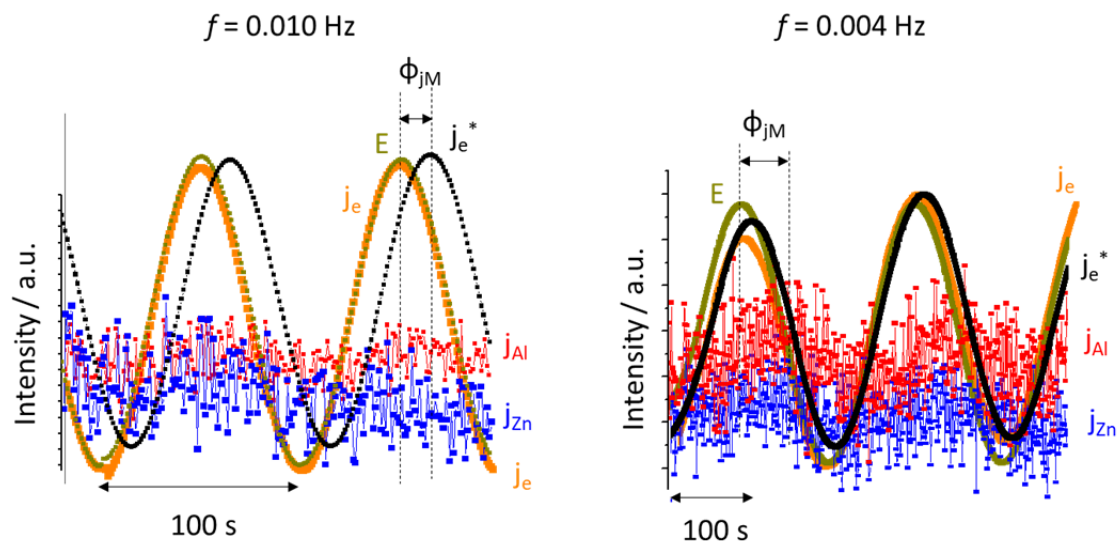 f = 0.010 Hz
ϕjM
E
je*
je
Intensity/ a.u.
jAl
jZn
je
100 s
f = 0.004 Hz
ϕjM
E
je
je*
Intensity/ a.u.
jAl
jZn
100 s